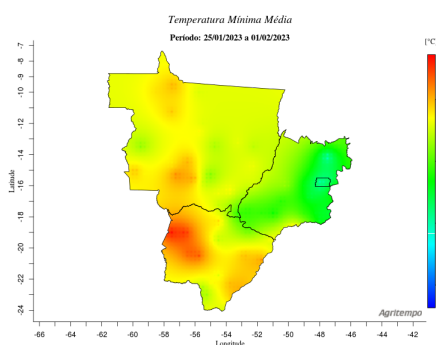 Temperatura Mínima Média
Período: 25/01/2023 a 01/02/2023
[°C
-7
-8
-9
-10
-12
-14
-16
-18
-20
-22
-24
Latitude
Agritempo
-66 -64 -62 -60 -58 -56 -54 -52 -50 -48 -46 -44 -42
Longitude